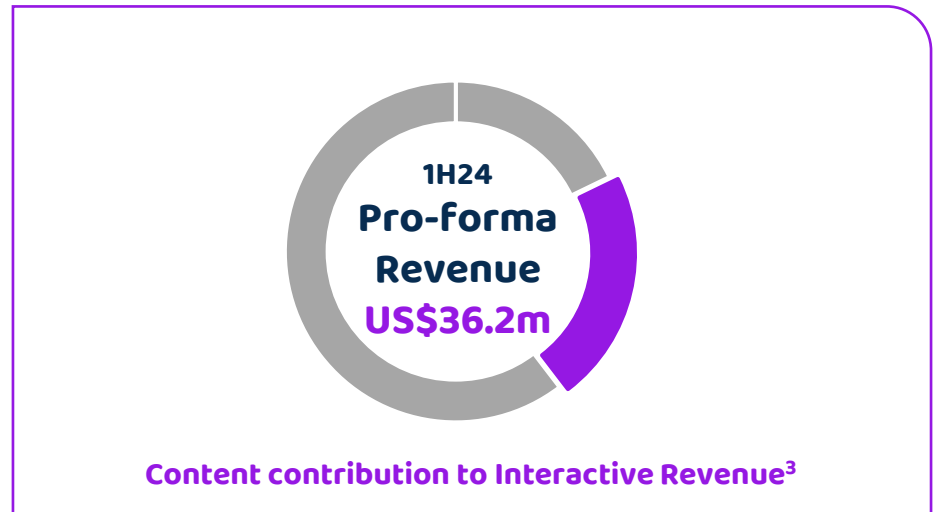 1H24
Pro-forma
Revenue
US$36.2m
Content contribution to Interactive Revenue³